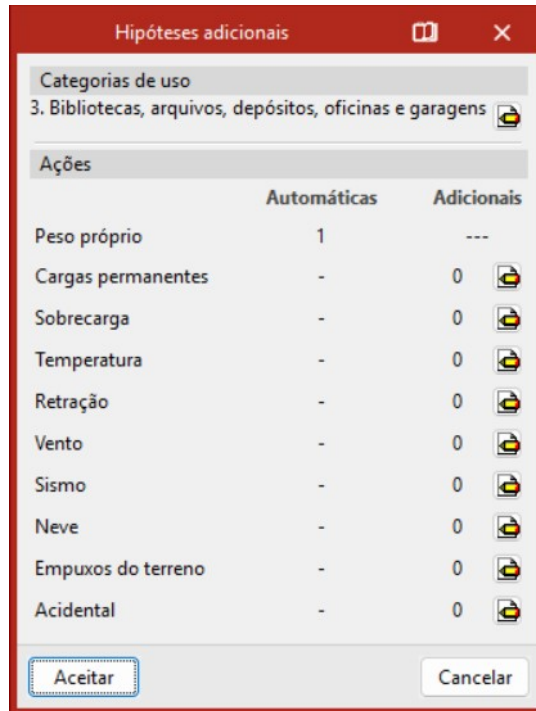 Hipóteses adicionais
Categorias de uso
3. Bibliotecas, arquivos, depósitos, oficinas e garagens
Ações
Automáticas Adicionais
Peso próprio 1 ---
Cargas permanentes - 0
Sobrecarga - 0
Temperatura - 0
Retração - 0
Vento - 0
Sismo - 0
Neve - 0
Empuxos do terreno - 0
Acidental - 0
Aceitar Cancelar